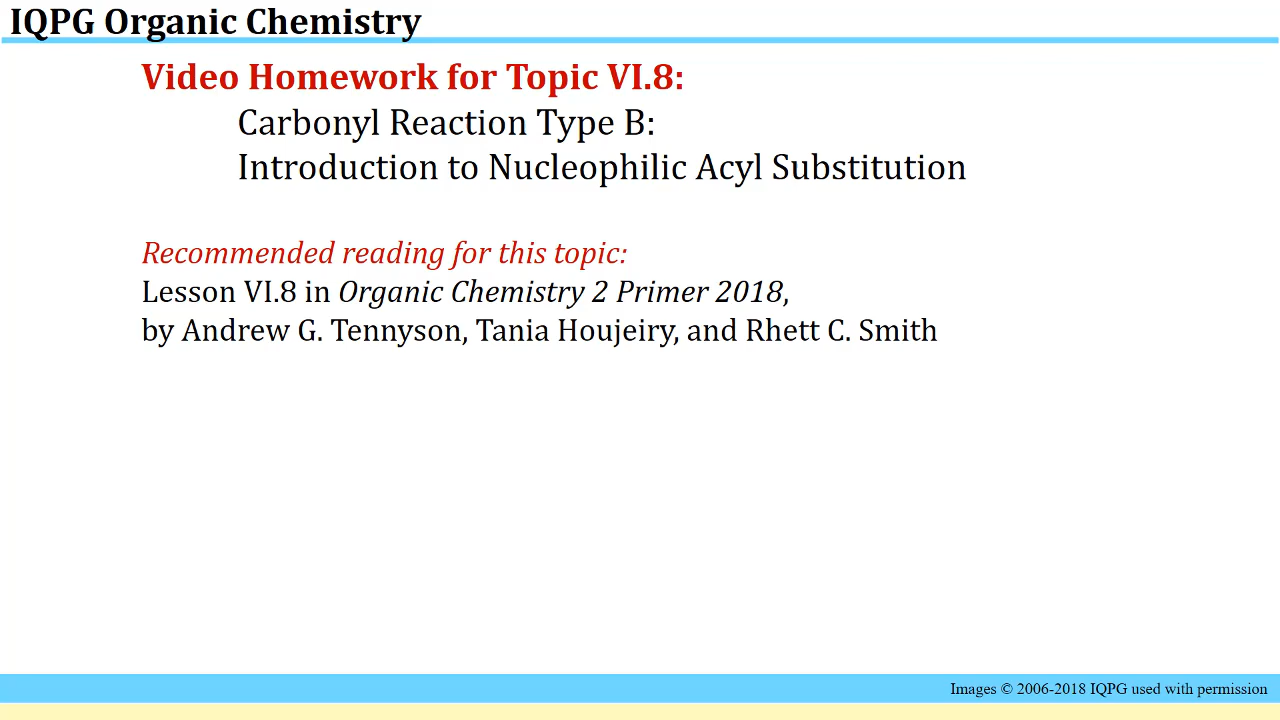 IQPG Organic Chemistry
Video Homework for Topic VI.8:
Carbonyl Reaction Type B:
Introduction to Nucleophilic Acyl Substitution
Recommended reading for this topic:
Lesson VI.8 in Organic Chemistry 2 Primer 2018,
by Andrew G. Tennyson, Tania Houjeiry, and Rhett C. Smith
Images © 2006-2018 IQPG used with permission